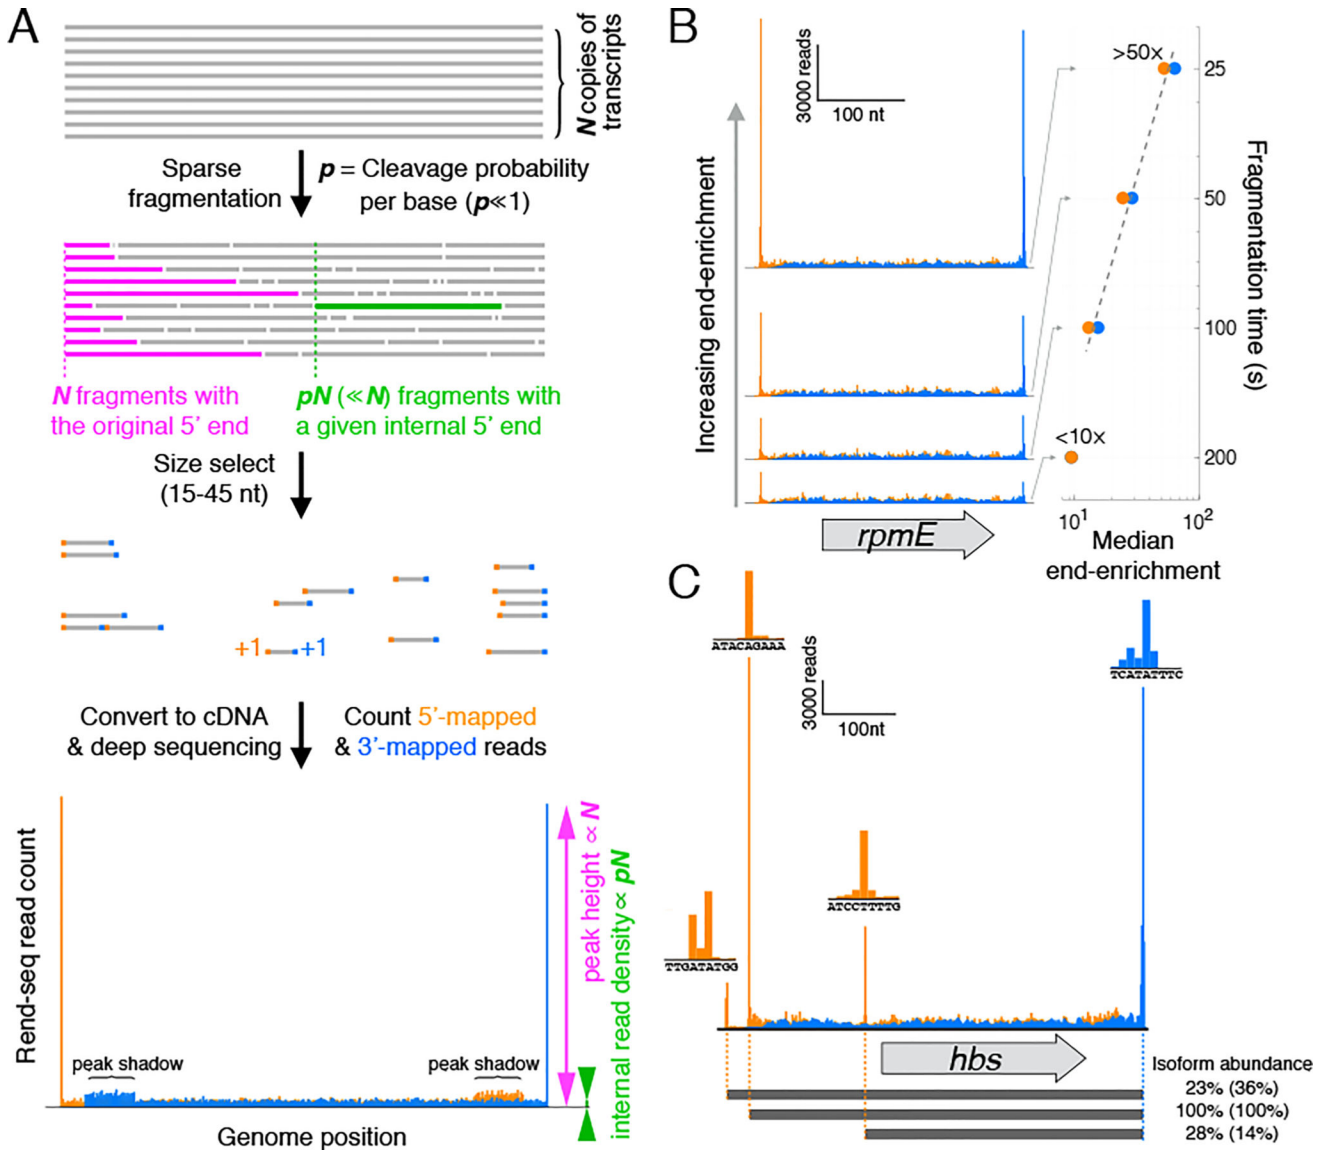 A
N copies of
transcripts
Sparse
fragmentation
p = Cleavage probability
per base (p≪1)
N fragments with
the original 5’ end
pN (≪N) fragments with
a given internal 5’ end
Size select
(15-45 nt)
+1
+1
Convert to cDNA
& deep sequencing
Count 5’-mapped
& 3’-mapped reads
Rend-seq read count
peak shadow
peak shadow
peak height ∝ N
internal read density∝ pN
Genome position
B
Increasing end-enrichment
3000 reads
100 nt
>50x
<10x
25
50
100
200
Fragmentation time (s)
10¹
10²
Median
end-enrichment
rpmE
C
ATACAGAAA
3000 reads
100nt
TCATATTTC
ATCCTTTTG
TTGATATGG
hbs
Isoform abundance
23% (36%)
100% (100%)
28% (14%)